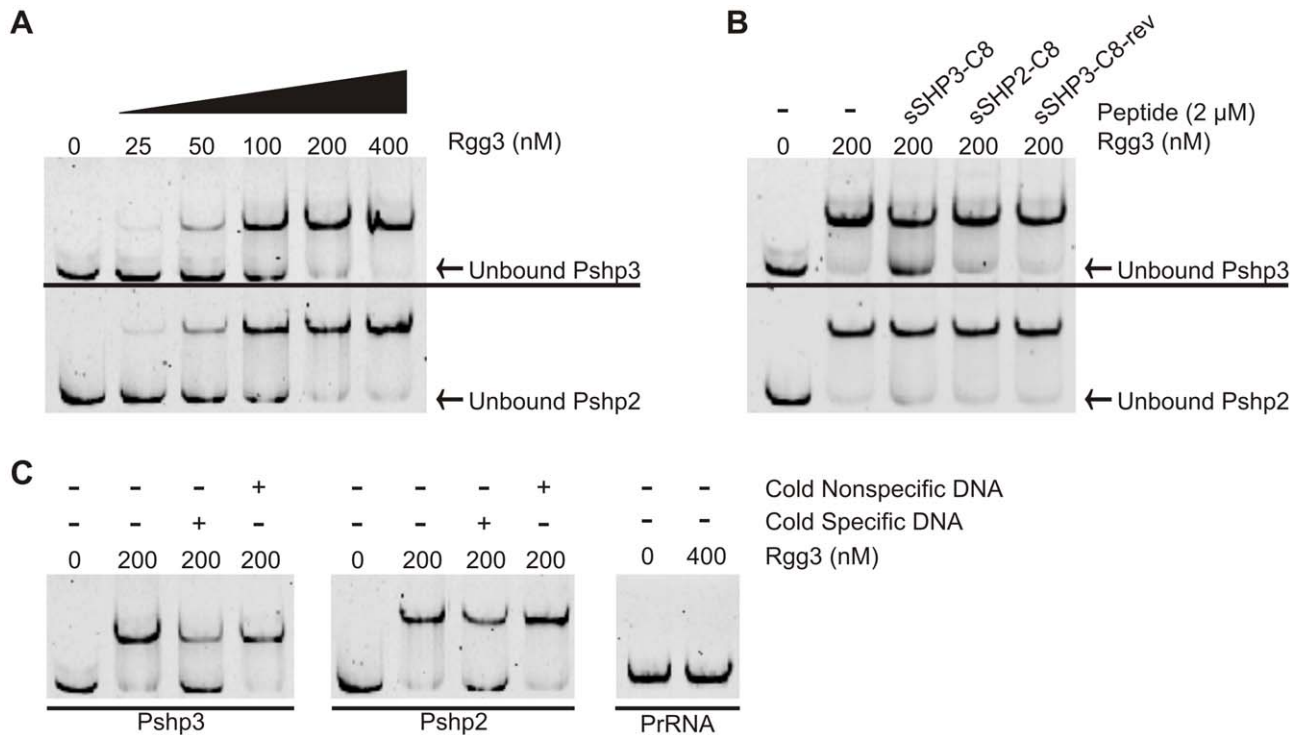 A
0 25 50 100 200 400 Rgg3 (nM)
← Unbound Pshp3
← Unbound Pshp2
B
- - sSHP3-C8 sSHP2-C8 sSHP3-C8-rev Peptide (2 µM)
0 200 200 200 200 Rgg3 (nM)
← Unbound Pshp3
← Unbound Pshp2
C
- - - + - - - + - - Cold Nonspecific DNA
- - + - - - + - - - Cold Specific DNA
0 200 200 200 0 200 200 200 0 400 Rgg3 (nM)
Pshp3 Pshp2 PrRNA